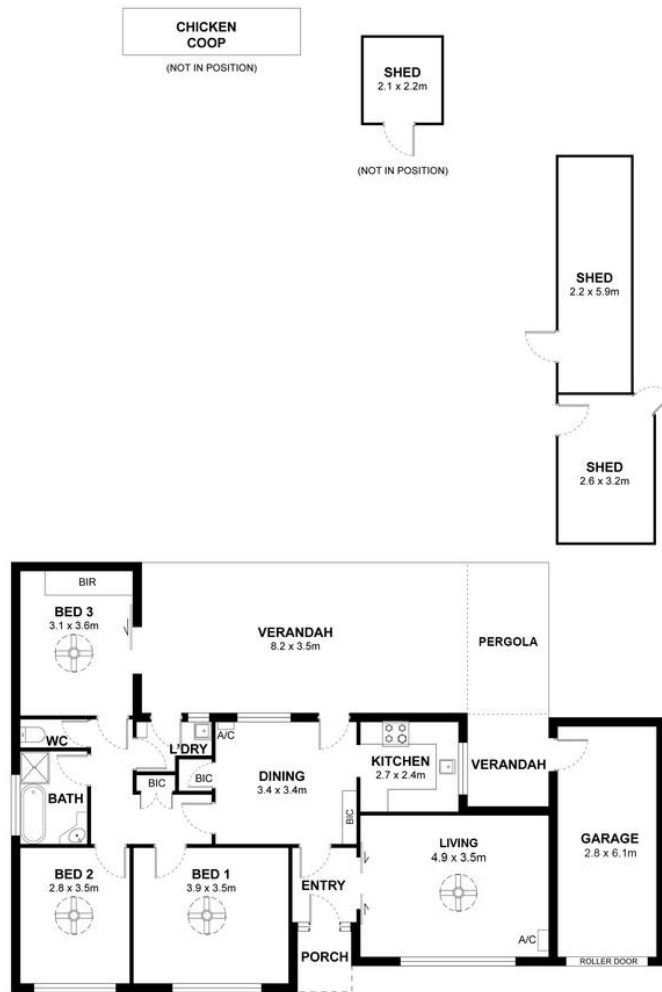 CHICKEN
COOP
(NOT IN POSITION)
SHED
2.1 x 2.2m
(NOT IN POSITION)
SHED
2.2 x 5.9m
SHED
2.6 x 3.2m
BIR
BED 3
3.1 x 3.6m
VERANDAH
8.2 x 3.5m
PERGOLA
WC
L'DRY
A/C
BIC
BIC
BATH
DINING
3.4 x 3.4m
BIC
KITCHEN
2.7 x 2.4m
VERANDAH
GARAGE
2.8 x 6.1m
BED 2
2.8 x 3.5m
BED 1
3.9 x 3.5m
ENTRY
LIVING
4.9 x 3.5m
A/C
PORCH
ROLLER DOOR